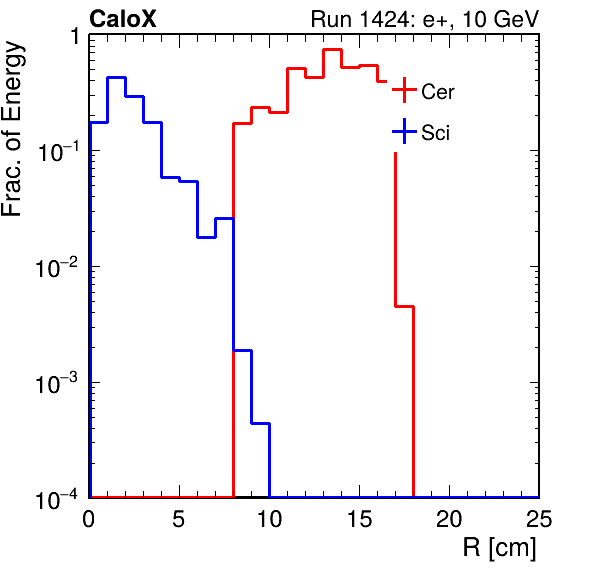 CaloX Run 1424: e+, 10 GeV
Frac. of Energy
1
10⁻¹
10⁻²
10⁻³
10⁻⁴
Cer
Sci
0 5 10 15 20 25
R [cm]